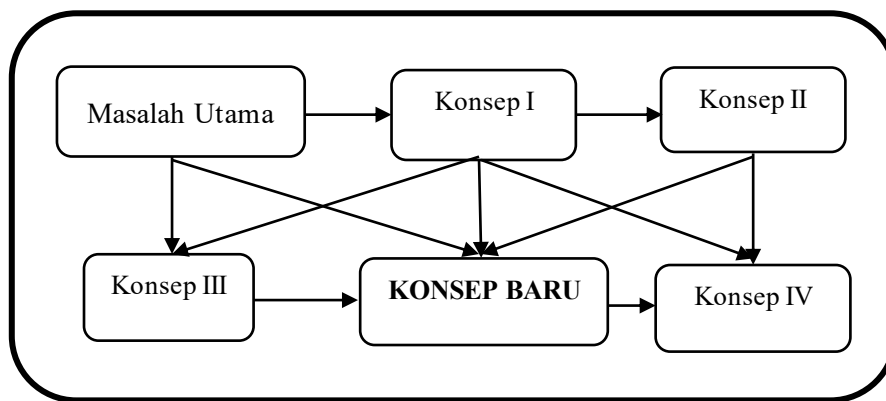 Masalah Utama
Konsep I
Konsep II
Konsep III
KONSEP BARU
Konsep IV